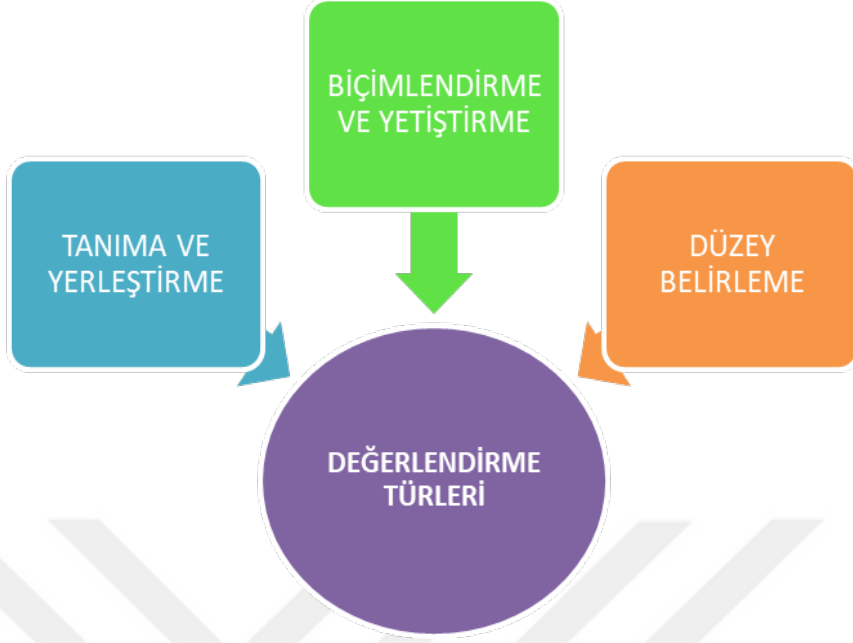 BİÇİMLENDİRME
VE YETİŞTİRME
TANIMA VE
YERLEŞTİRME
DÜZEY
BELİRLEME
DEĞERLENDİRME
TÜRLERİ